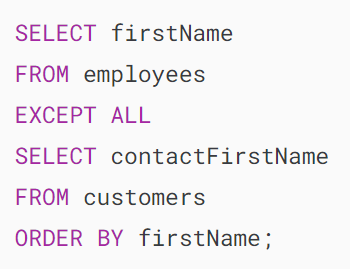 SELECT firstName
FROM employees
EXCEPT ALL
SELECT contactFirstName
FROM customers
ORDER BY firstName;